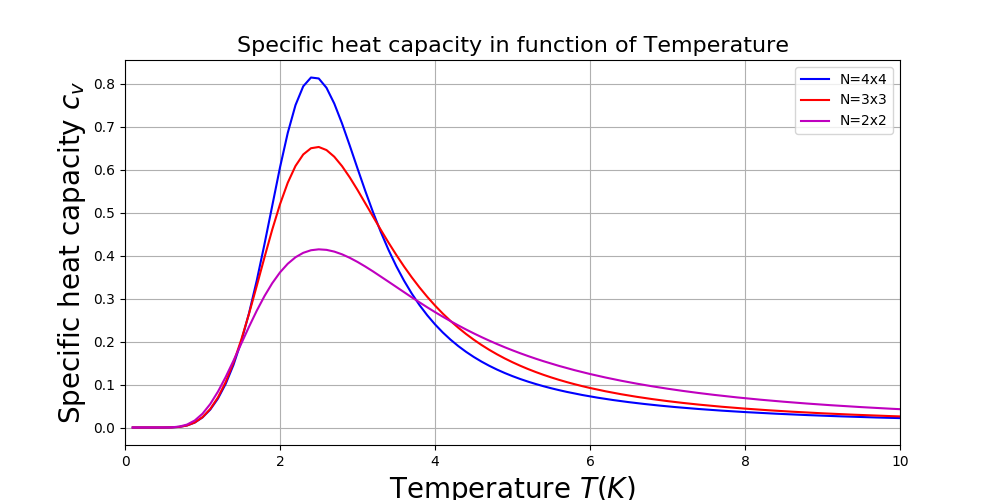 Specific heat capacity in function of Temperature
Specific heat capacity c_v
0.8
0.7
0.6
0.5
0.4
0.3
0.2
0.1
0.0
N=4x4
N=3x3
N=2x2
0 2 4 6 8 10
Temperature T(K)